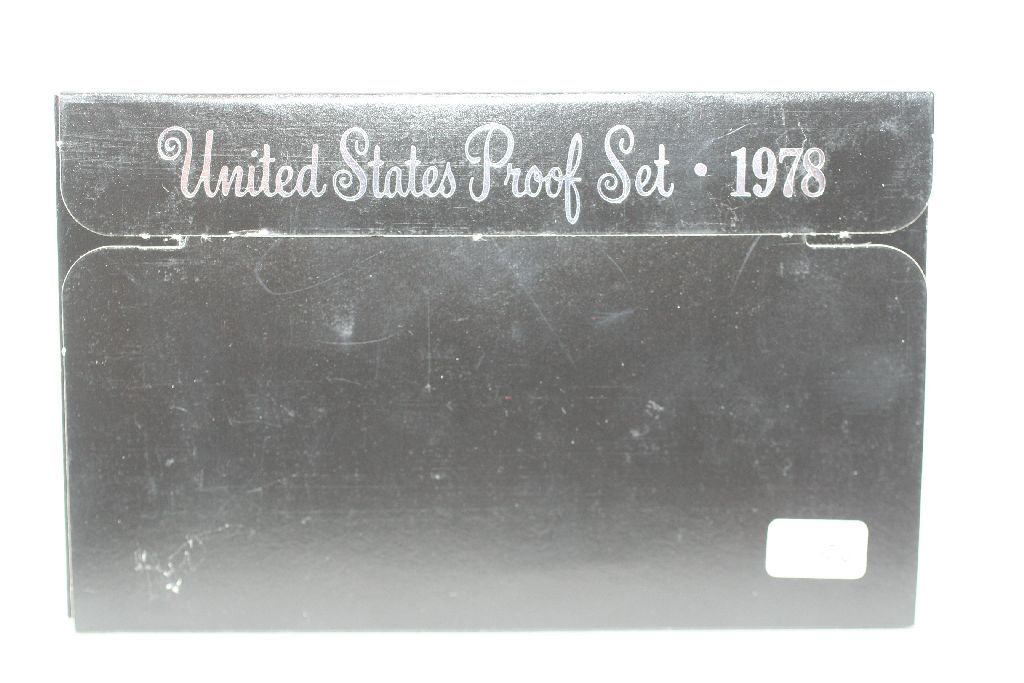 United States Proof Set • 1978